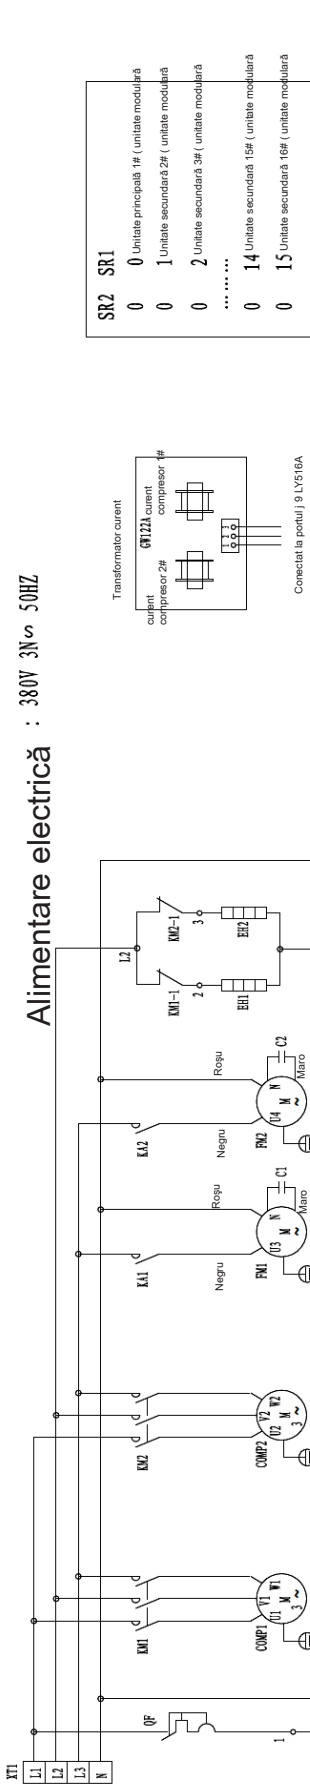 Alimentare electrică : 380V 3N~ 50HZ
XT1
L1
L2
L3
N
QF
1
KM1
COMP1
U1 V1 W1
M
3 ~
KM2
COMP2
U2 V2 W2
M
3 ~
KA1
Negru
Roșu
FM1
U3 N
M
~
C1
Maro
KA2
Negru
Roșu
FM2
U4 N
M
~
C2
Maro
L2
KM1-1
KM2-1
2
3
EH1
EH2
Transformator curent
GW122A
curent
compresor 2#
curent
compresor 1#
1 2 3
Conectat la portul j 9 LY516A
SR2 SR1
0 0 Unitate principală 1# ( unitate modulară
0 1 Unitate secundară 2# ( unitate modulară
0 2 Unitate secundară 3# ( unitate modulară
........
0 14 Unitate secundară 15# ( unitate modulară
0 15 Unitate secundară 16# ( unitate modulară